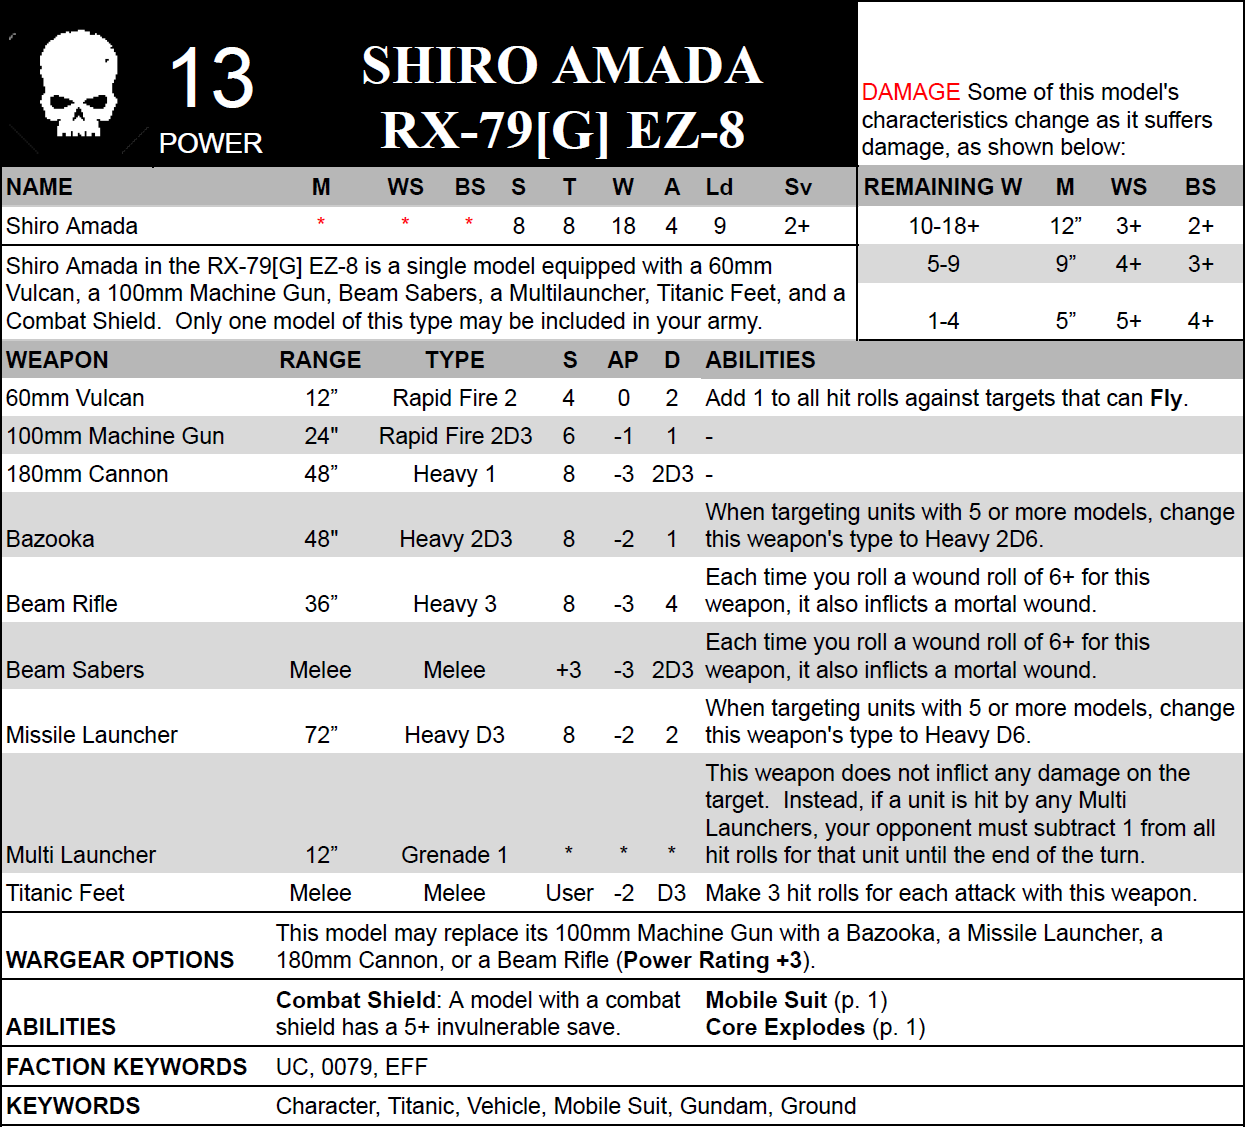 13
POWER
SHIRO AMADA
RX-79[G] EZ-8
DAMAGE Some of this model's
characteristics change as it suffers
damage, as shown below:
NAME M WS BS S T W A Ld Sv
Shiro Amada * * * 8 8 18 4 9 2+
REMAINING W M WS BS
10-18+ 12” 3+ 2+
5-9 9” 4+ 3+
1-4 5” 5+ 4+
Shiro Amada in the RX-79[G] EZ-8 is a single model equipped with a 60mm
Vulcan, a 100mm Machine Gun, Beam Sabers, a Multilauncher, Titanic Feet, and a
Combat Shield. Only one model of this type may be included in your army.
WEAPON RANGE TYPE S AP D ABILITIES
60mm Vulcan 12” Rapid Fire 2 4 0 2 Add 1 to all hit rolls against targets that can Fly.
100mm Machine Gun 24" Rapid Fire 2D3 6 -1 1 -
180mm Cannon 48” Heavy 1 8 -3 2D3 -
When targeting units with 5 or more models, change
Bazooka 48" Heavy 2D3 8 -2 1 this weapon's type to Heavy 2D6.
Each time you roll a wound roll of 6+ for this
Beam Rifle 36” Heavy 3 8 -3 4 weapon, it also inflicts a mortal wound.
Each time you roll a wound roll of 6+ for this
Beam Sabers Melee Melee +3 -3 2D3 weapon, it also inflicts a mortal wound.
When targeting units with 5 or more models, change
Missile Launcher 72” Heavy D3 8 -2 2 this weapon's type to Heavy D6.
This weapon does not inflict any damage on the
target. Instead, if a unit is hit by any Multi
Launchers, your opponent must subtract 1 from all
Multi Launcher 12” Grenade 1 * * * hit rolls for that unit until the end of the turn.
Titanic Feet Melee Melee User -2 D3 Make 3 hit rolls for each attack with this weapon.
This model may replace its 100mm Machine Gun with a Bazooka, a Missile Launcher, a
WARGEAR OPTIONS 180mm Cannon, or a Beam Rifle (Power Rating +3).
Combat Shield: A model with a combat Mobile Suit (p. 1)
ABILITIES shield has a 5+ invulnerable save. Core Explodes (p. 1)
FACTION KEYWORDS UC, 0079, EFF
KEYWORDS Character, Titanic, Vehicle, Mobile Suit, Gundam, Ground